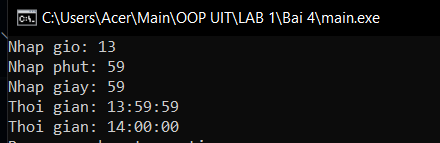 C:\Users\Acer\Main\OOP UIT\LAB 1\Bai 4\main.exe
Nhap gio: 13
Nhap phut: 59
Nhap giay: 59
Thoi gian: 13:59:59
Thoi gian: 14:00:00